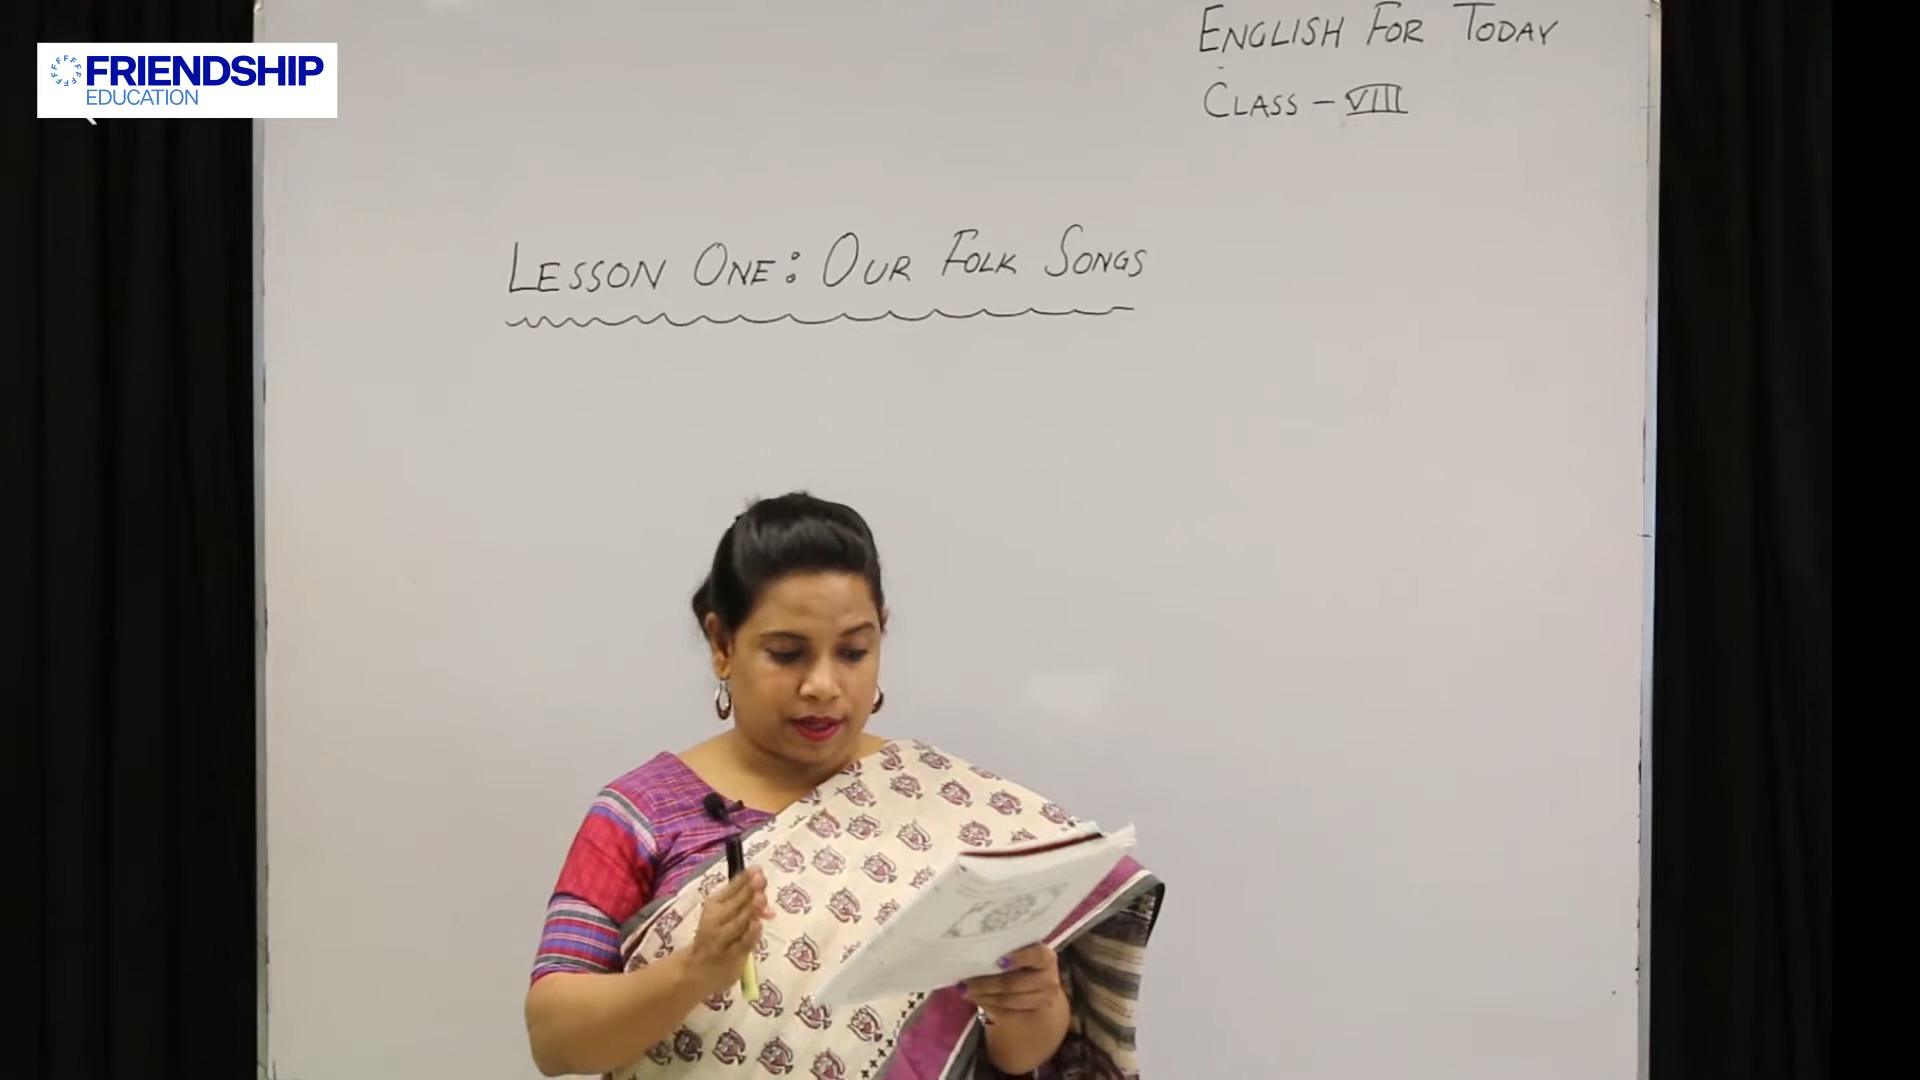 FRIENDSHIP
EDUCATION
ENGLISH FOR TODAY
CLASS - VIII
LESSON ONE: OUR FOLK SONGS